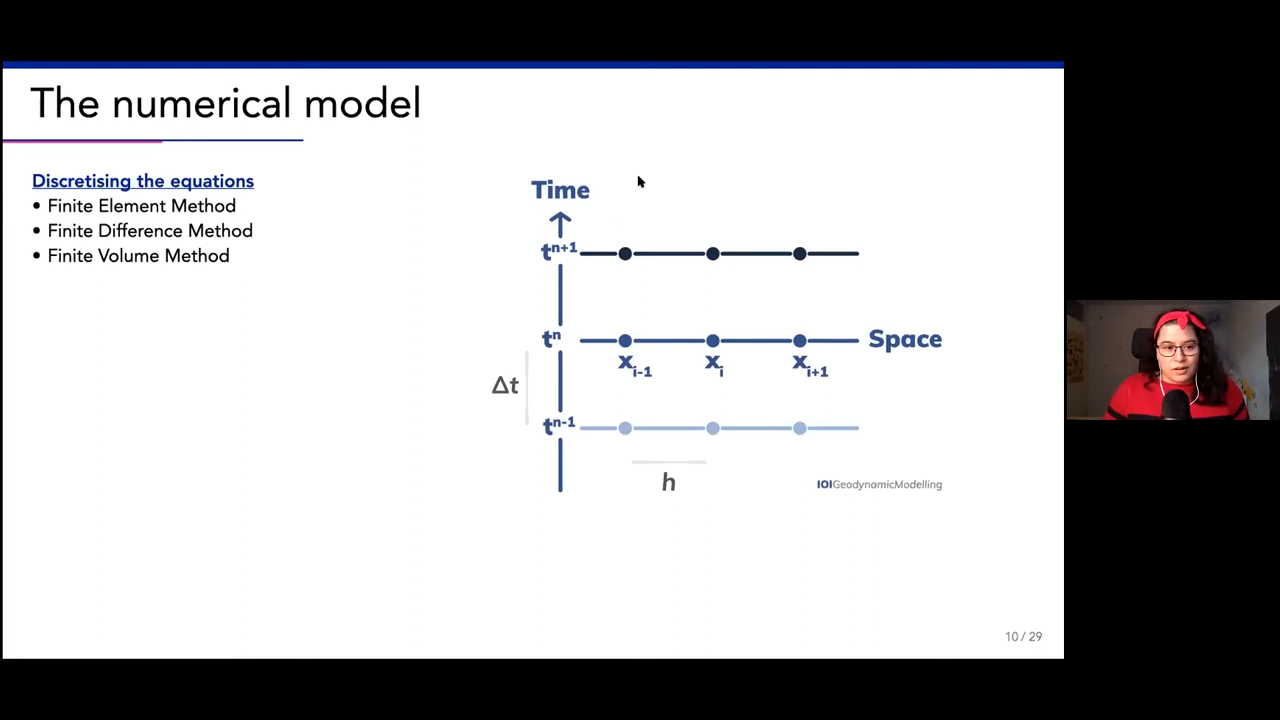 The numerical model
Discretising the equations
• Finite Element Method
• Finite Difference Method
• Finite Volume Method
Time
tⁿ⁺¹
tⁿ
Space
xᵢ₋₁ xᵢ xᵢ₊₁
Δt
tⁿ⁻¹
h
IOIGeodynamicModelling
10 / 29